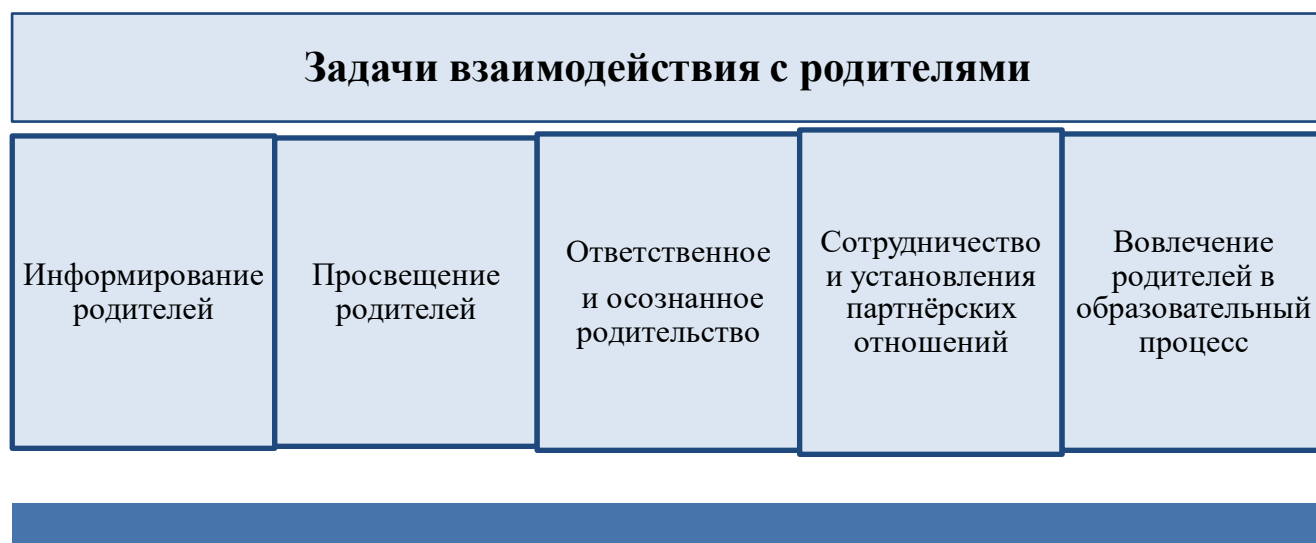 Задачи взаимодействия с родителями
Информирование
родителей
Просвещение
родителей
Ответственное
и осознанное
родительство
Сотрудничество
и установления
партнёрских
отношений
Вовлечение
родителей в
образовательный
процесс